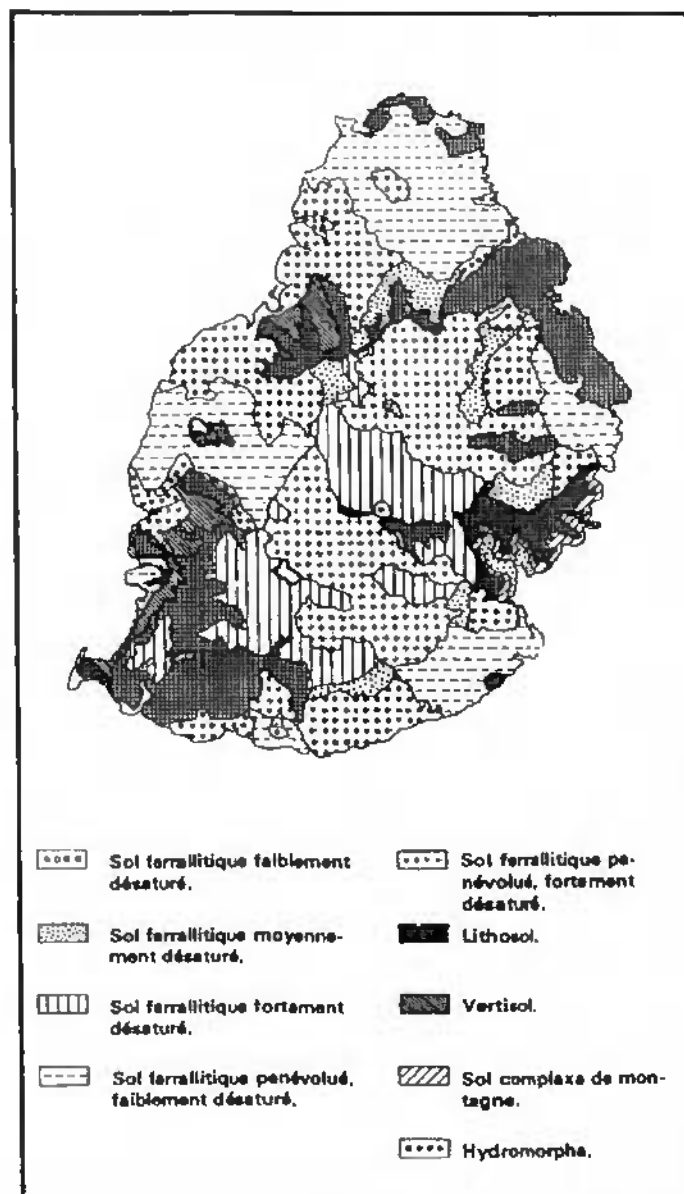 Sol ferrallitique faiblement
désaturé.
Sol ferrallitique moyenne-
ment désaturé.
Sol ferrallitique fortement
désaturé.
Sol ferrallitique penévolué,
faiblement désaturé.
Sol ferrallitique pe-
névolué, fortement
désaturé.
Lithosol.
Vertisol.
Sol complexe de mon-
tagne.
Hydromorpha.